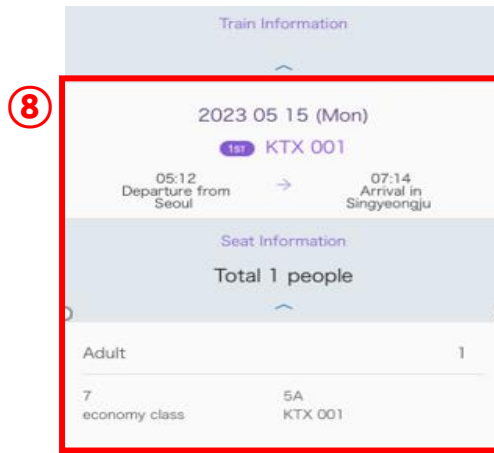 Train Information
⑧
2023 05 15 (Mon)
1ST KTX 001
05:12 → 07:14
Departure from Arrival in
Seoul Singyeongju
Seat Information
Total 1 people
Adult 1
7 5A
economy class KTX 001